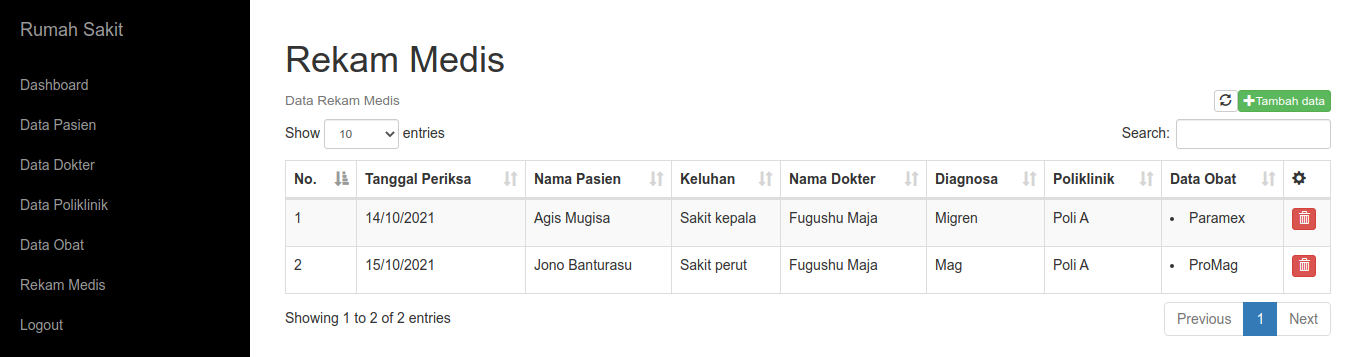 Rumah Sakit
Dashboard
Data Pasien
Data Dokter
Data Poliklinik
Data Obat
Rekam Medis
Logout
Rekam Medis
Data Rekam Medis
Tambah data
Show 10 entries
Search:
No. Tanggal Periksa Nama Pasien Keluhan Nama Dokter Diagnosa Poliklinik Data Obat
1 14/10/2021 Agis Mugisa Sakit kepala Fugushu Maja Migren Poli A • Paramex
2 15/10/2021 Jono Banturasu Sakit perut Fugushu Maja Mag Poli A • ProMag
Showing 1 to 2 of 2 entries
Previous 1 Next